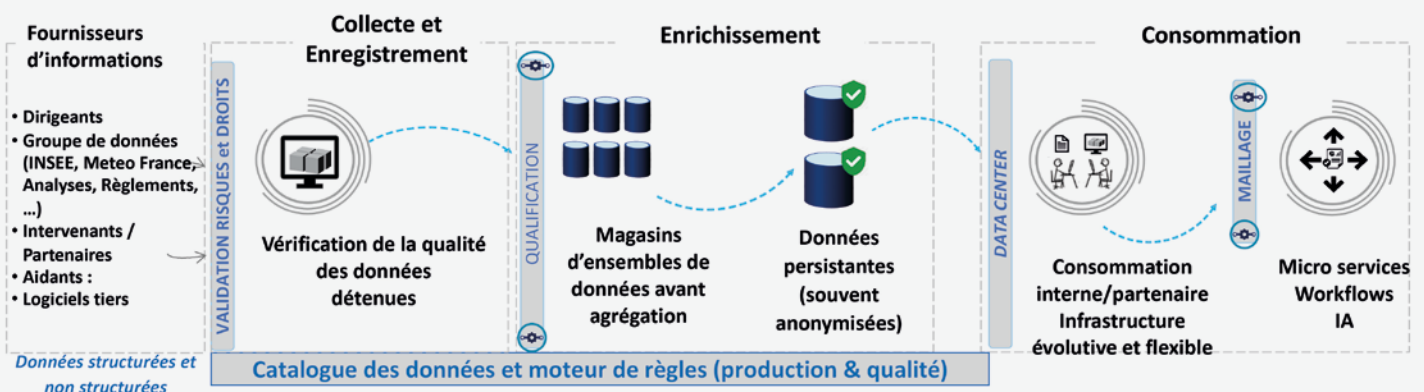 Fournisseurs
d’informations
• Dirigeants
• Groupe de données
(INSEE, Meteo France,
Analyses, Règlements,
...)
• Intervenants /
Partenaires
• Aidants :
• Logiciels tiers
Données structurées et
non structurées
VALIDATION RISQUES et DROITS
Collecte et
Enregistrement
Vérification de la qualité
des données
détenues
QUALIFICATION
Enrichissement
Magasins
d’ensembles de
données avant
agrégation
Données
persistantes
(souvent
anonymisées)
Catalogue des données et moteur de règles (production & qualité)
DATA CENTER
Consommation
Consommation
interne/partenaire
Infrastructure
évolutive et flexible
MAILLAGE
Micro services
Workflows
IA